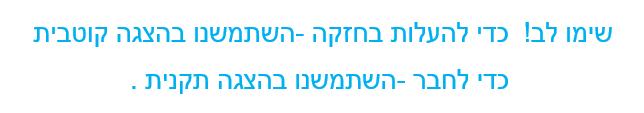 שימו לב!  כדי להעלות בחזקה -השתמשנו בהצגה קוטבית
כדי לחבר -השתמשנו בהצגה תקנית .